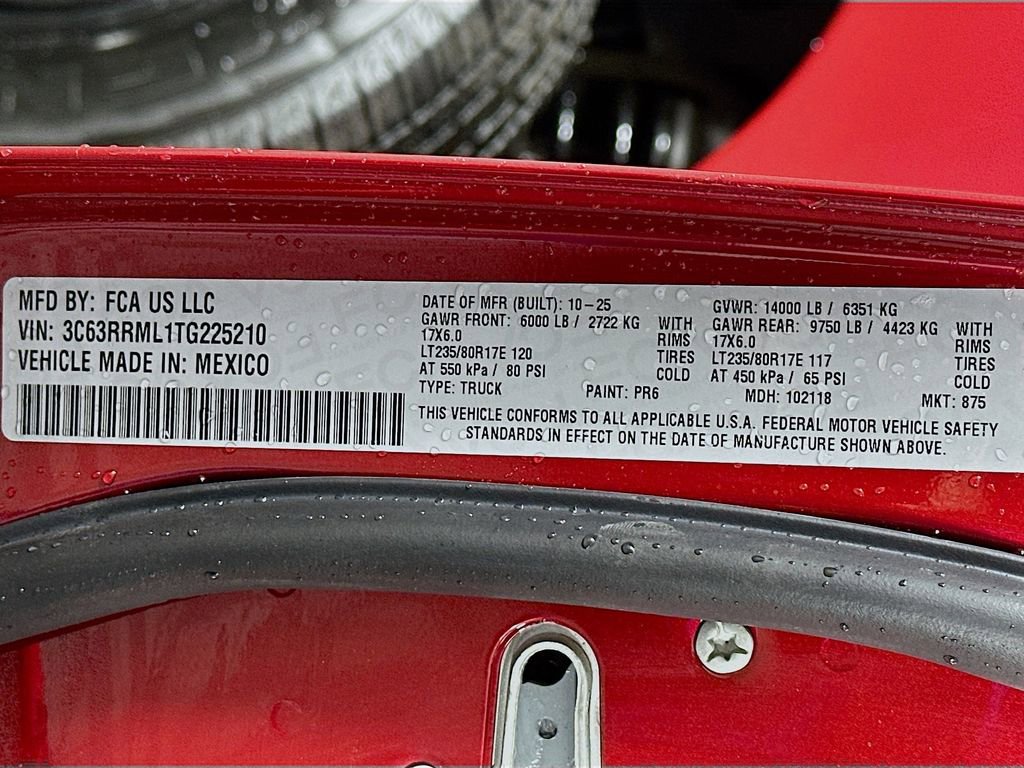 MFD BY: FCA US LLC
VIN: 3C63RRML1TG225210
VEHICLE MADE IN: MEXICO
DATE OF MFR (BUILT): 10-25
GAWR FRONT: 6000 LB / 2722 KG WITH
17X6.0 RIMS
LT235/80R17E 120 TIRES
AT 550 kPa / 80 PSI COLD
TYPE: TRUCK PAINT: PR6
GVWR: 14000 LB / 6351 KG
GAWR REAR: 9750 LB / 4423 KG WITH
17X6.0 RIMS
LT235/80R17E 117 TIRES
AT 450 kPa / 65 PSI COLD
MDH: 102118 MKT: 875
THIS VEHICLE CONFORMS TO ALL APPLICABLE U.S.A. FEDERAL MOTOR VEHICLE SAFETY
STANDARDS IN EFFECT ON THE DATE OF MANUFACTURE SHOWN ABOVE.